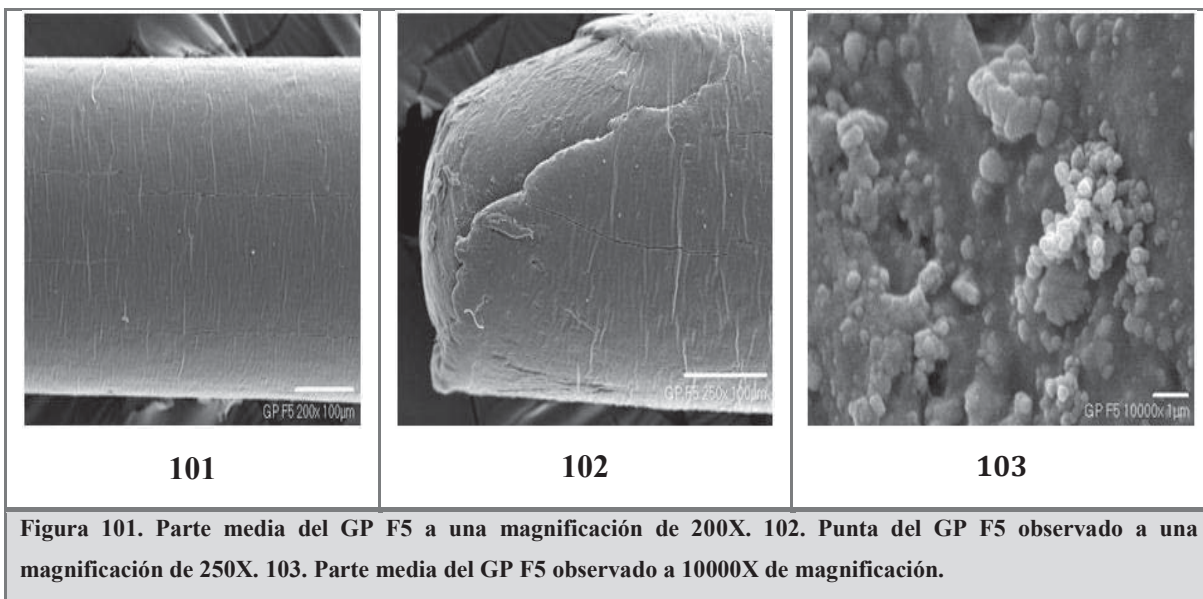 GP F5 200x 100µm
GP F5 250x 100µm
GP F5 10000x 1µm
101
102
103
Figura 101. Parte media del GP F5 a una magnificación de 200X. 102. Punta del GP F5 observado a una
magnificación de 250X. 103. Parte media del GP F5 observado a 10000X de magnificación.